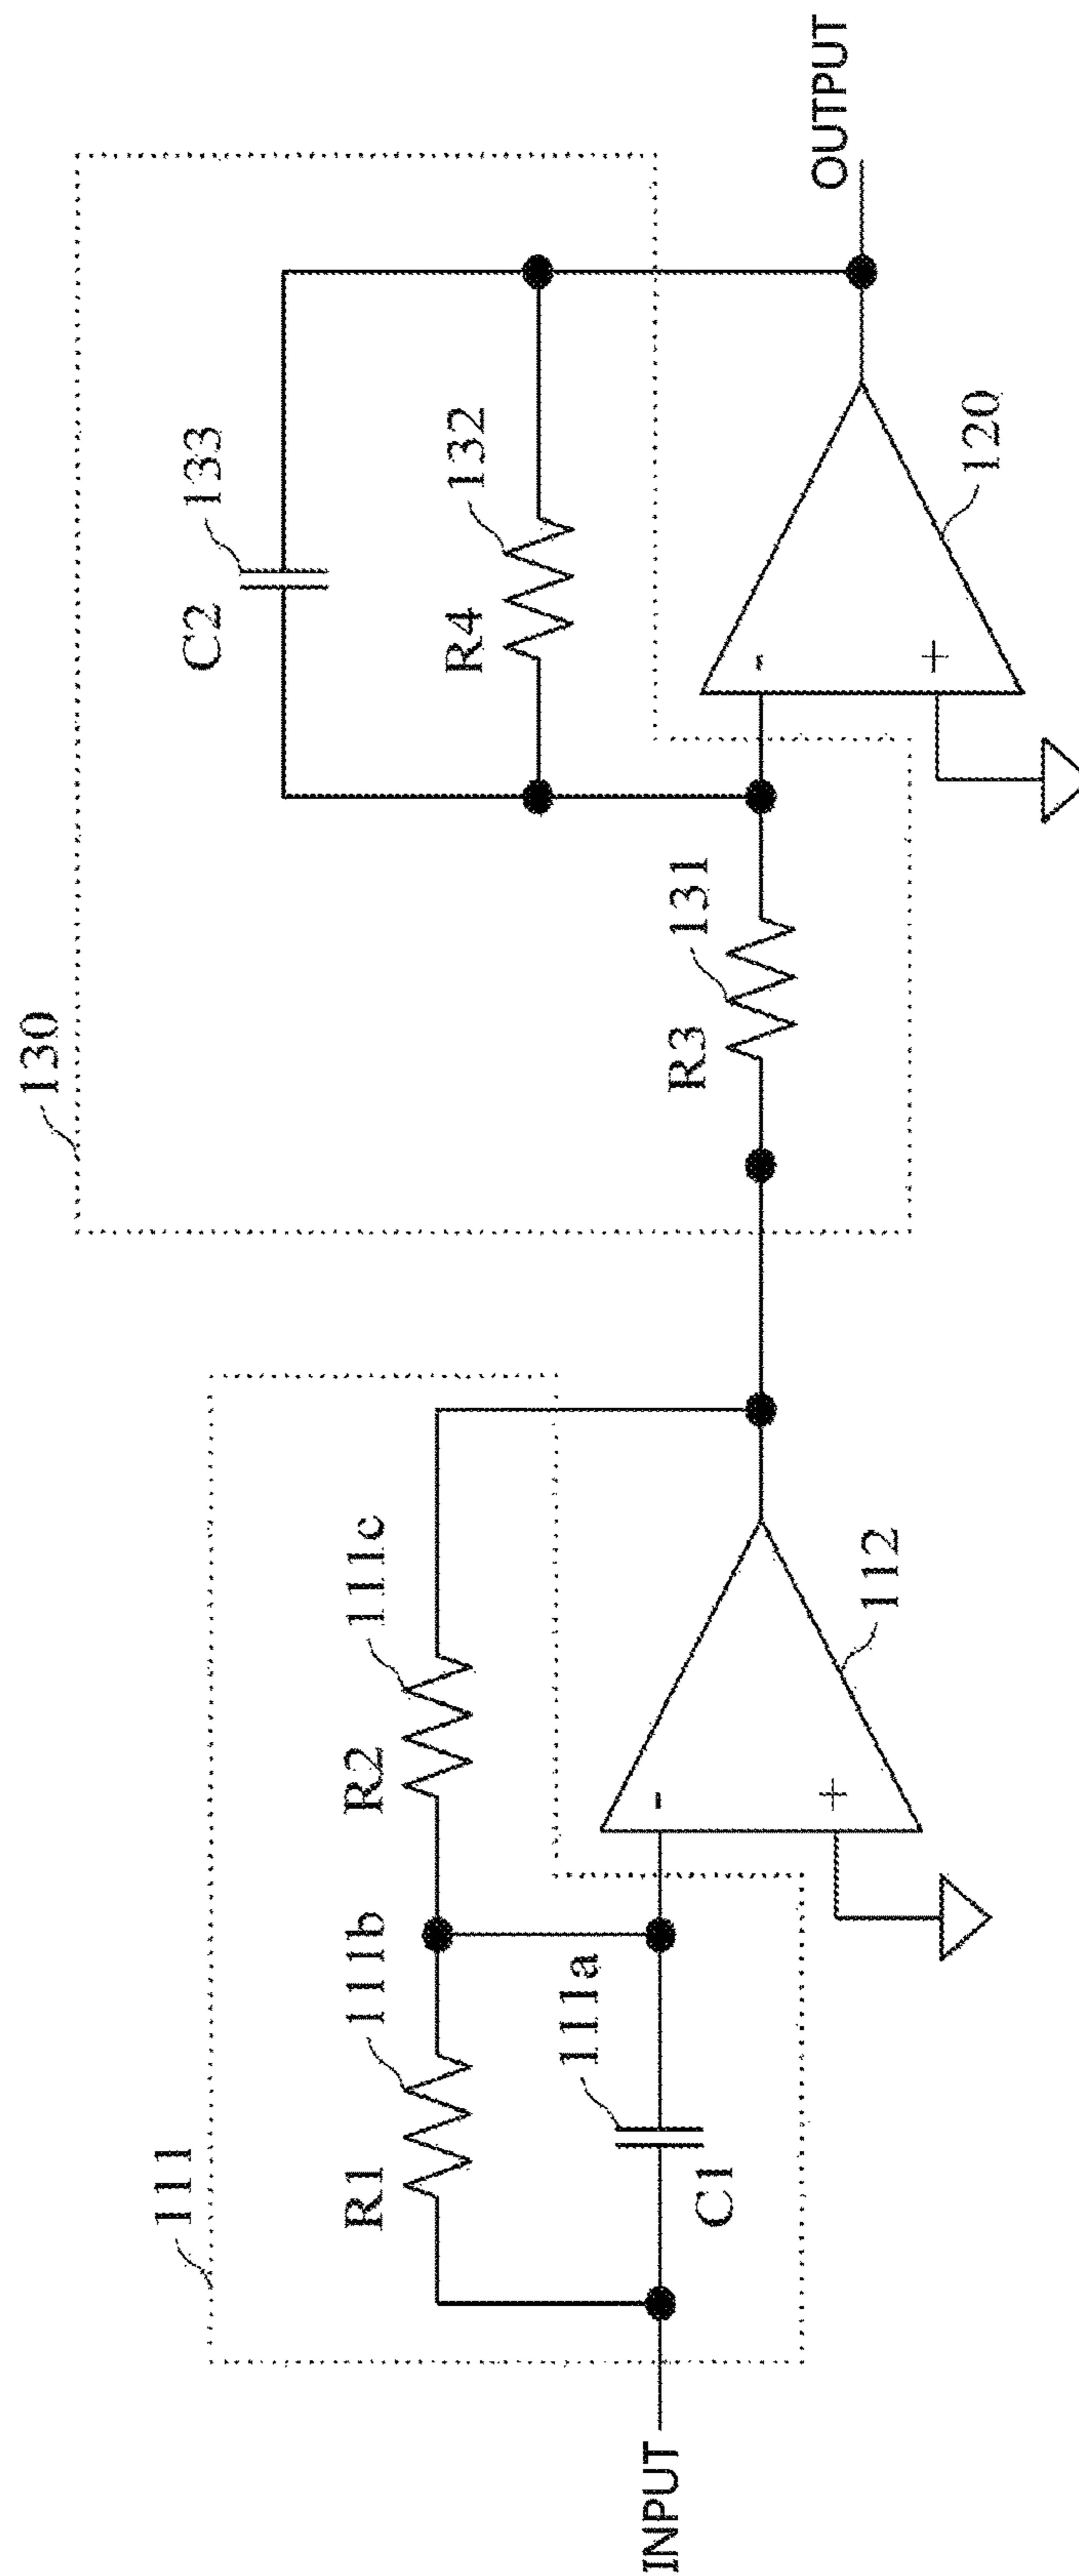 130
C2
133
R4
132
OUTPUT
111
R3
131
R2
111c
-
+
120
R1
111b
111a
-
+
112
C1
INPUT